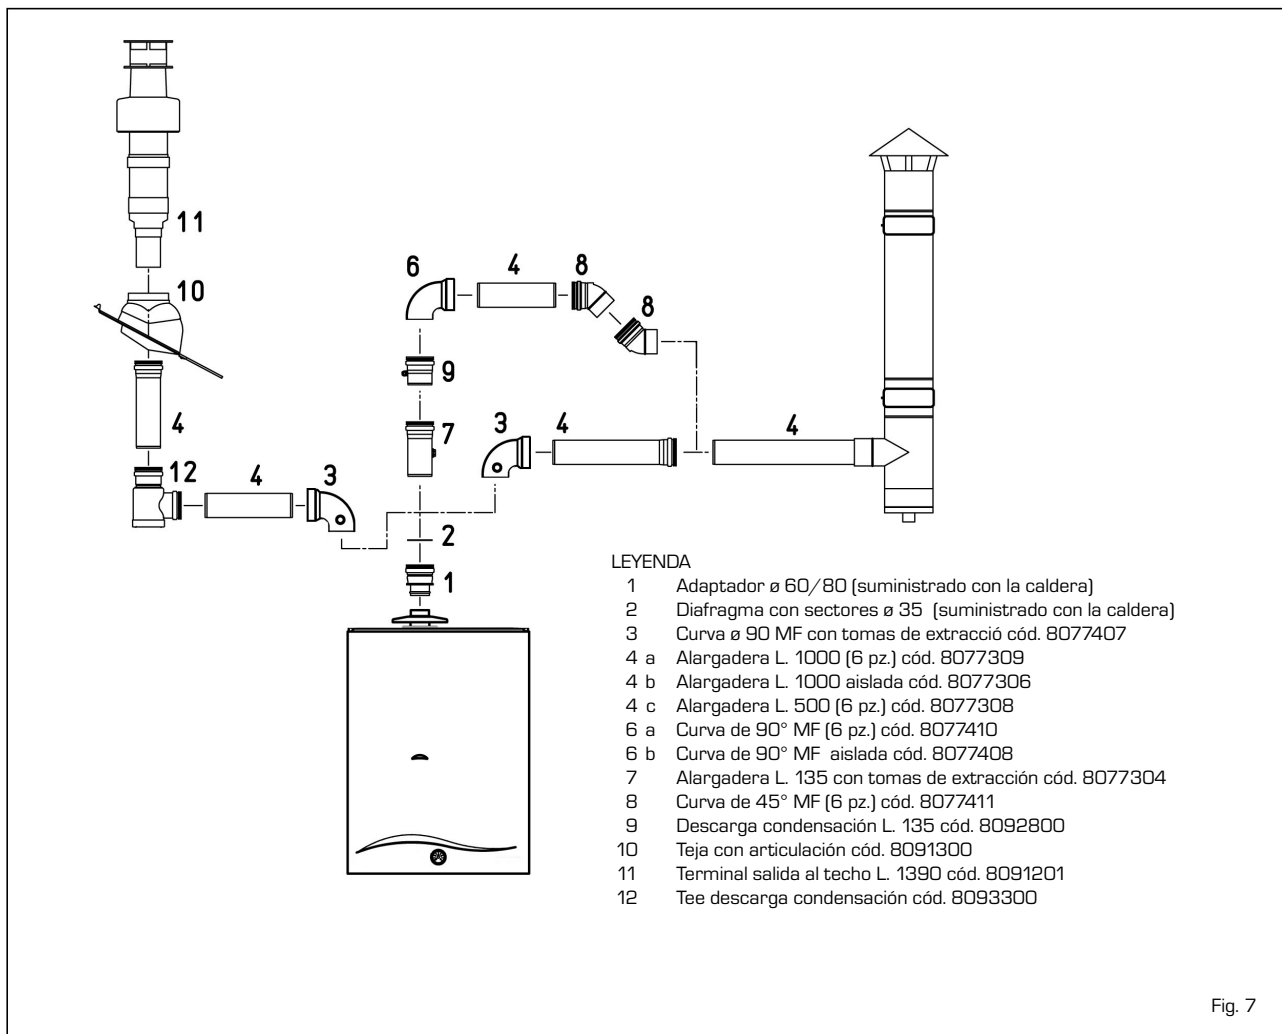 11
10
4
12
4
3
6
4
8
8
9
7
3
4
4
2
1
LEYENDA
1 Adaptador ø 60/80 (suministrado con la caldera)
2 Diafragma con sectores ø 35 (suministrado con la caldera)
3 Curva ø 90 MF con tomas de extracció cód. 8077407
4 a Alargadera L. 1000 (6 pz.) cód. 8077309
4 b Alargadera L. 1000 aislada cód. 8077306
4 c Alargadera L. 500 (6 pz.) cód. 8077308
6 a Curva de 90° MF (6 pz.) cód. 8077410
6 b Curva de 90° MF aislada cód. 8077408
7 Alargadera L. 135 con tomas de extracción cód. 8077304
8 Curva de 45° MF (6 pz.) cód. 8077411
9 Descarga condensación L. 135 cód. 8092800
10 Teja con articulación cód. 8091300
11 Terminal salida al techo L. 1390 cód. 8091201
12 Tee descarga condensación cód. 8093300
Fig. 7